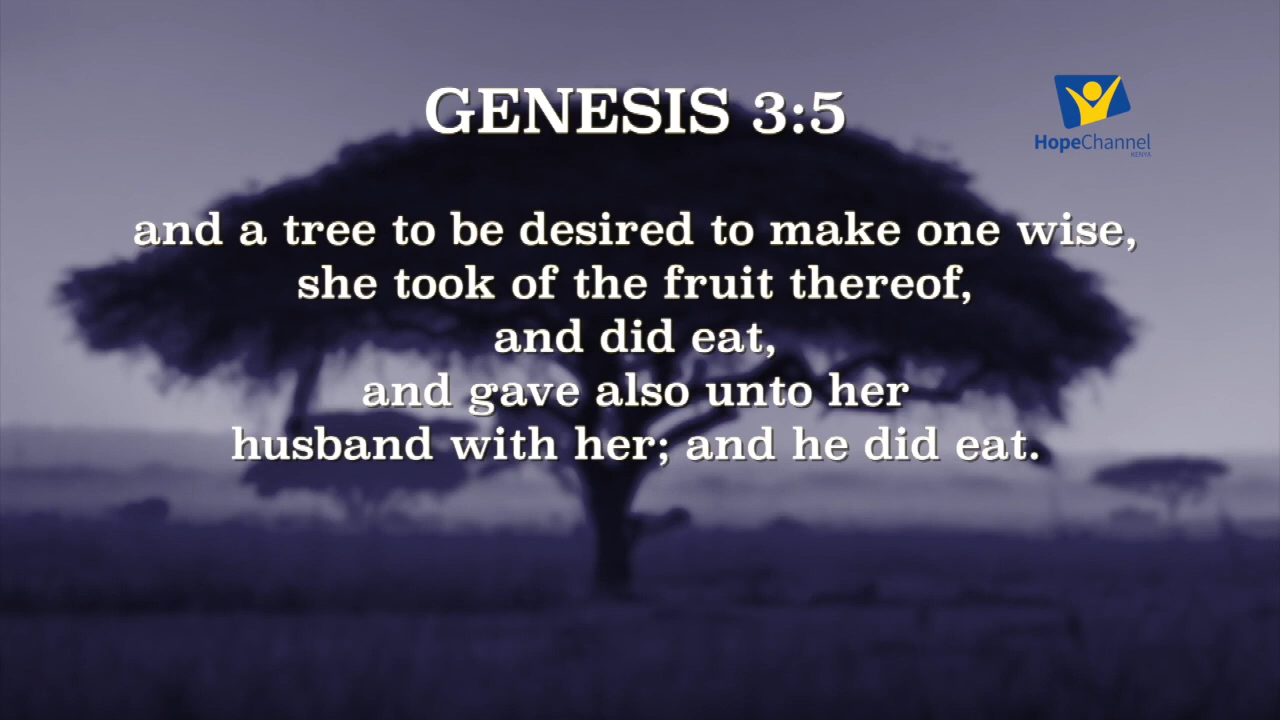 GENESIS 3:5
HopeChannel
KENYA
and a tree to be desired to make one wise,
she took of the fruit thereof,
and did eat,
and gave also unto her
husband with her; and he did eat.